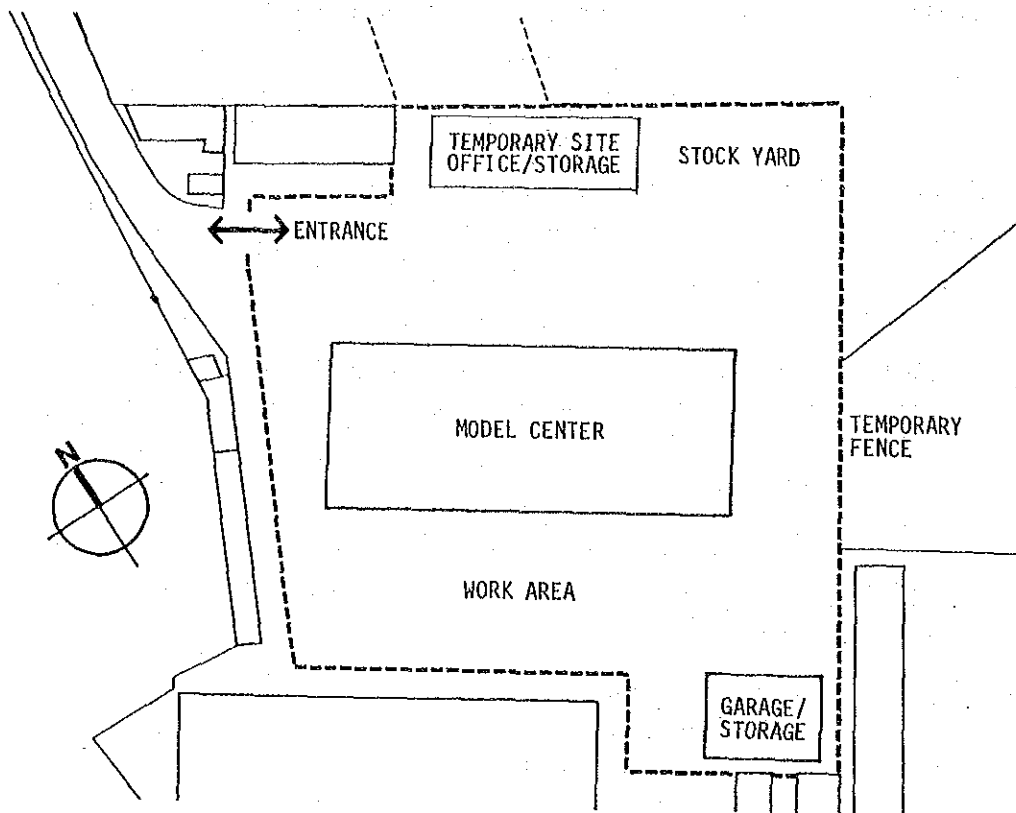 TEMPORARY SITE
OFFICE/STORAGE
STOCK YARD
ENTRANCE
MODEL CENTER
TEMPORARY
FENCE
N
WORK AREA
GARAGE/
STORAGE